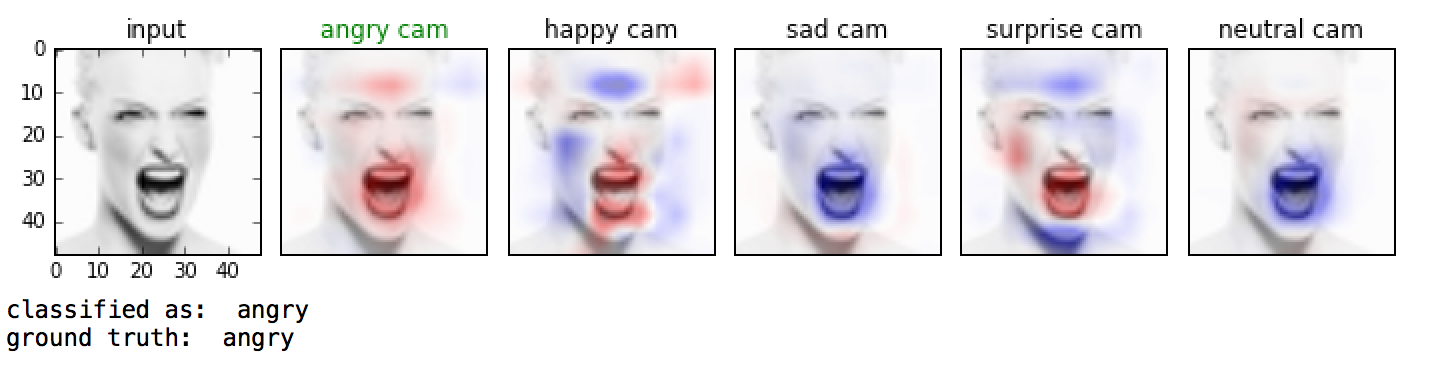 input angry cam happy cam sad cam surprise cam neutral cam
0
10
20
30
40
0 10 20 30 40
classified as:  angry
ground truth:  angry